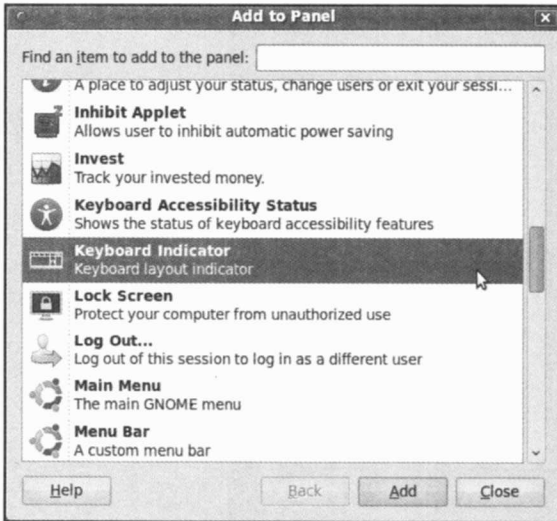 Add to Panel
Find an item to add to the panel:
A place to adjust your status, change users or exit your sessi...
Inhibit Applet
Allows user to inhibit automatic power saving
Invest
Track your invested money.
Keyboard Accessibility Status
Shows the status of keyboard accessibility features
Keyboard Indicator
Keyboard layout indicator
Lock Screen
Protect your computer from unauthorized use
Log Out...
Log out of this session to log in as a different user
Main Menu
The main GNOME menu
Menu Bar
A custom menu bar
Help
Back
Add
Close